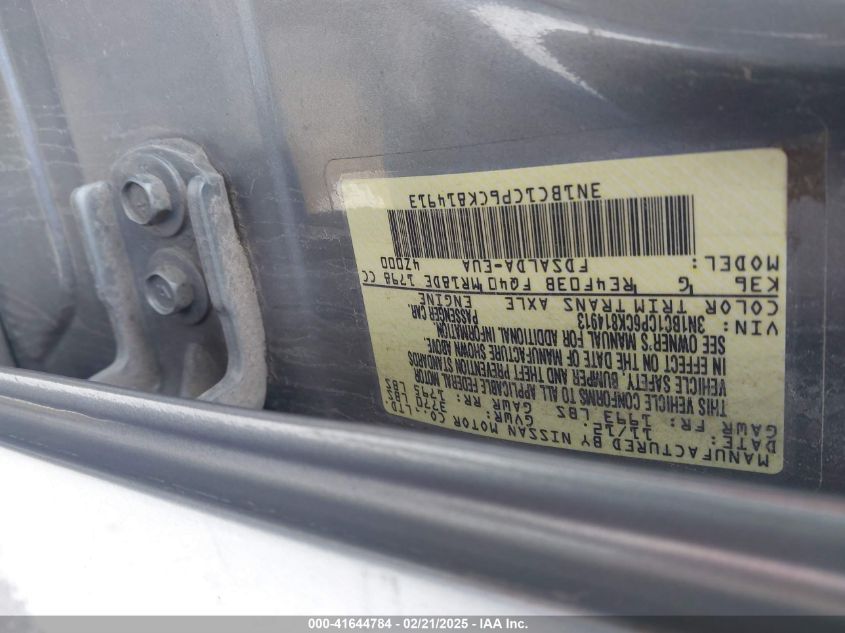 MANUFACTURED BY NISSAN MOTOR CO., LTD.
DATE: 11/12 GVWR: 3770 LBS
GAWR FR: 1993 LBS GAWR RR: 1795 LBS
THIS VEHICLE CONFORMS TO ALL APPLICABLE FEDERAL MOTOR
VEHICLE SAFETY, BUMPER AND THEFT PREVENTION STANDARDS
IN EFFECT ON THE DATE OF MANUFACTURE SHOWN ABOVE.
SEE OWNER'S MANUAL FOR ADDITIONAL INFORMATION.
VIN: 3N1BC1CP6CK814913 PASSENGER CAR
COLOR TRIM TRANS AXLE ENGINE
K36 G RE4F03B FQ40 MR18DE 1798 CC
MODEL: FDSALDA-EUA
4Z000
3N1BC1CP6CK814913
000-41644784 - 02/21/2025 - IAA Inc.